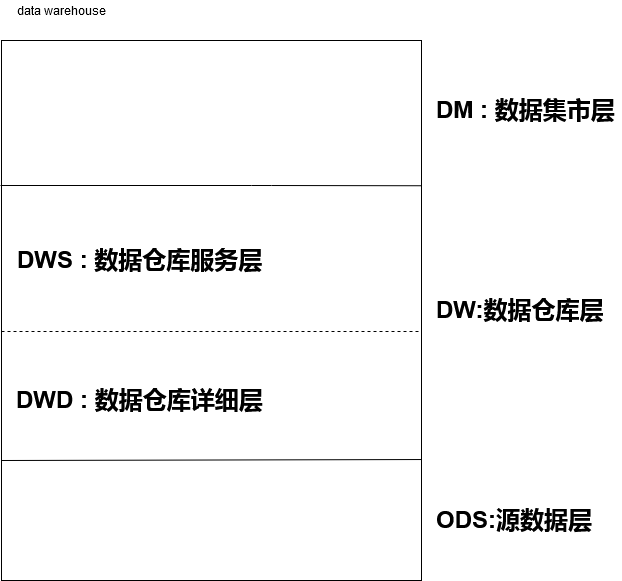 data warehouse
DM : 数据集市层
DWS : 数据仓库服务层
DW:数据仓库层
DWD : 数据仓库详细层
ODS:源数据层